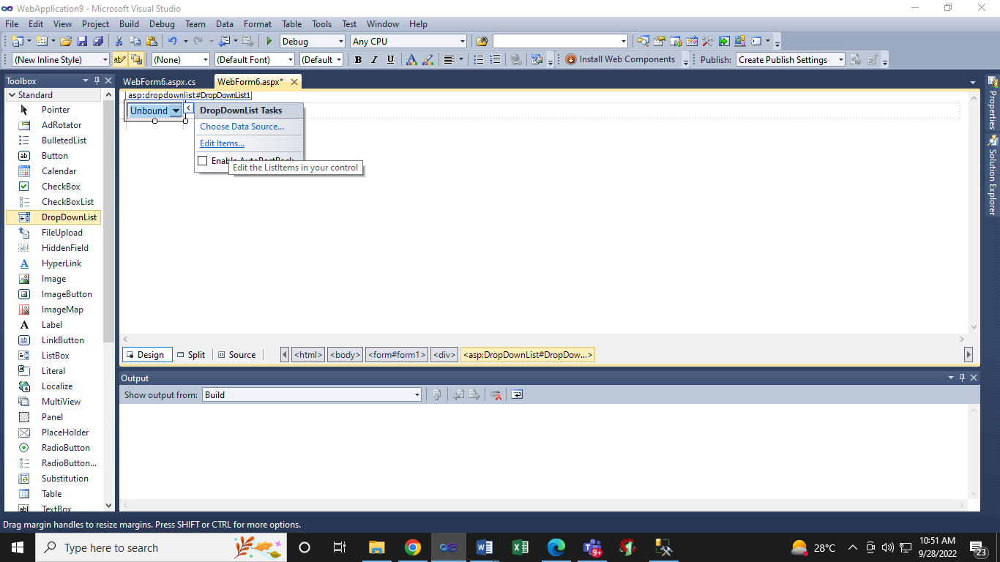 WebApplication9 - Microsoft Visual Studio
File Edit View Project Build Debug Team Data Format Table Tools Test Window Help
Debug Any CPU
(New Inline Style) (None) (Default Font) (Default B I U A Install Web Components Publish: Create Publish Settings
Toolbox
Standard
Pointer
AdRotator
BulletedList
Button
Calendar
CheckBox
CheckBoxList
DropDownList
FileUpload
HiddenField
HyperLink
Image
ImageButton
ImageMap
Label
LinkButton
ListBox
Literal
Localize
MultiView
Panel
PlaceHolder
RadioButton
RadioButton...
Substitution
Table
TextBox
WebForm6.aspx.cs WebForm6.aspx*
asp:dropdownlist#DropDownList1
Unbound
DropDownList Tasks
Choose Data Source...
Edit Items...
Enable AutoPostBack
Edit the ListItems in your control
Design Split Source <html> <body> <form#form1> <div> <asp:DropDownList#DropDow...>
Output
Show output from: Build
Properties
Solution Explorer
Drag margin handles to resize margins. Press SHIFT or CTRL for more options.
Type here to search
9+
28°C
10:51 AM
9/28/2022
23